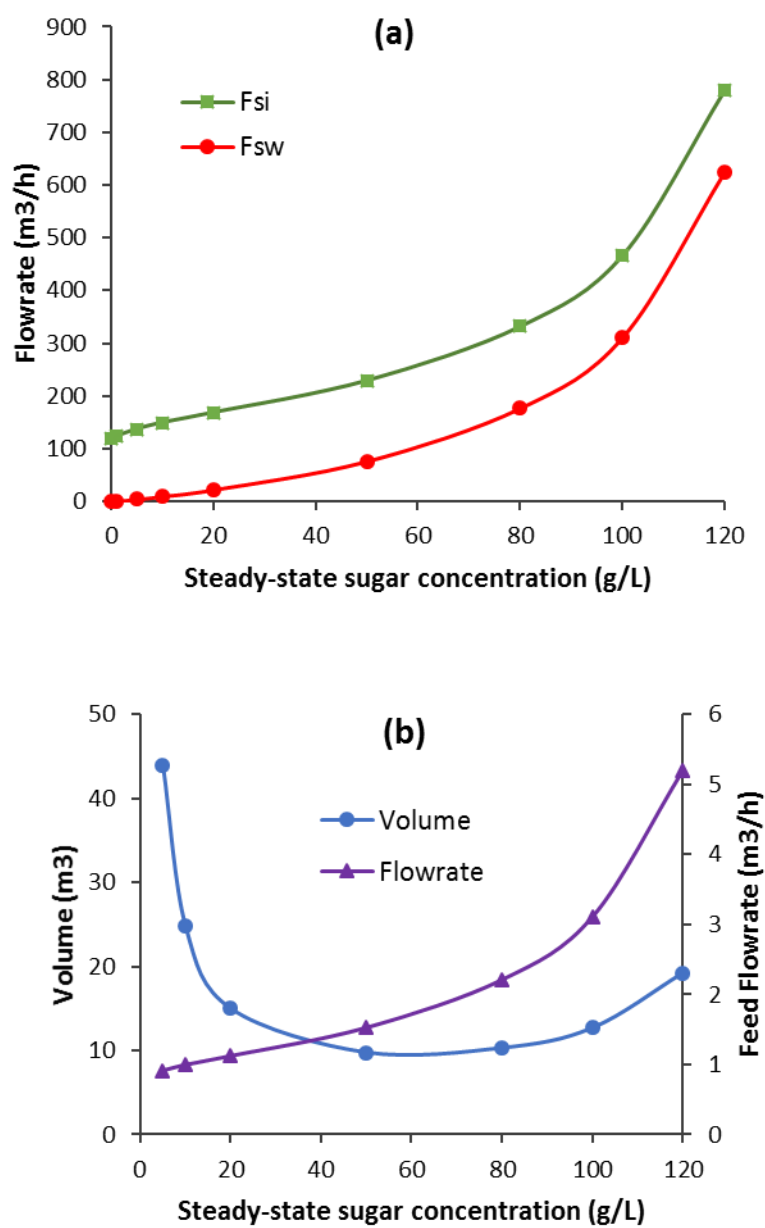 (a)
900
800
700
600
500
400
300
200
100
0
Flowrate (m3/h)
Fsi
Fsw
0 20 40 60 80 100 120
Steady-state sugar concentration (g/L)
(b)
50
40
30
20
10
0
Volume (m3)
Volume
Flowrate
6
5
4
3
2
1
0
Feed Flowrate (m3/h)
0 20 40 60 80 100 120
Steady-state sugar concentration (g/L)